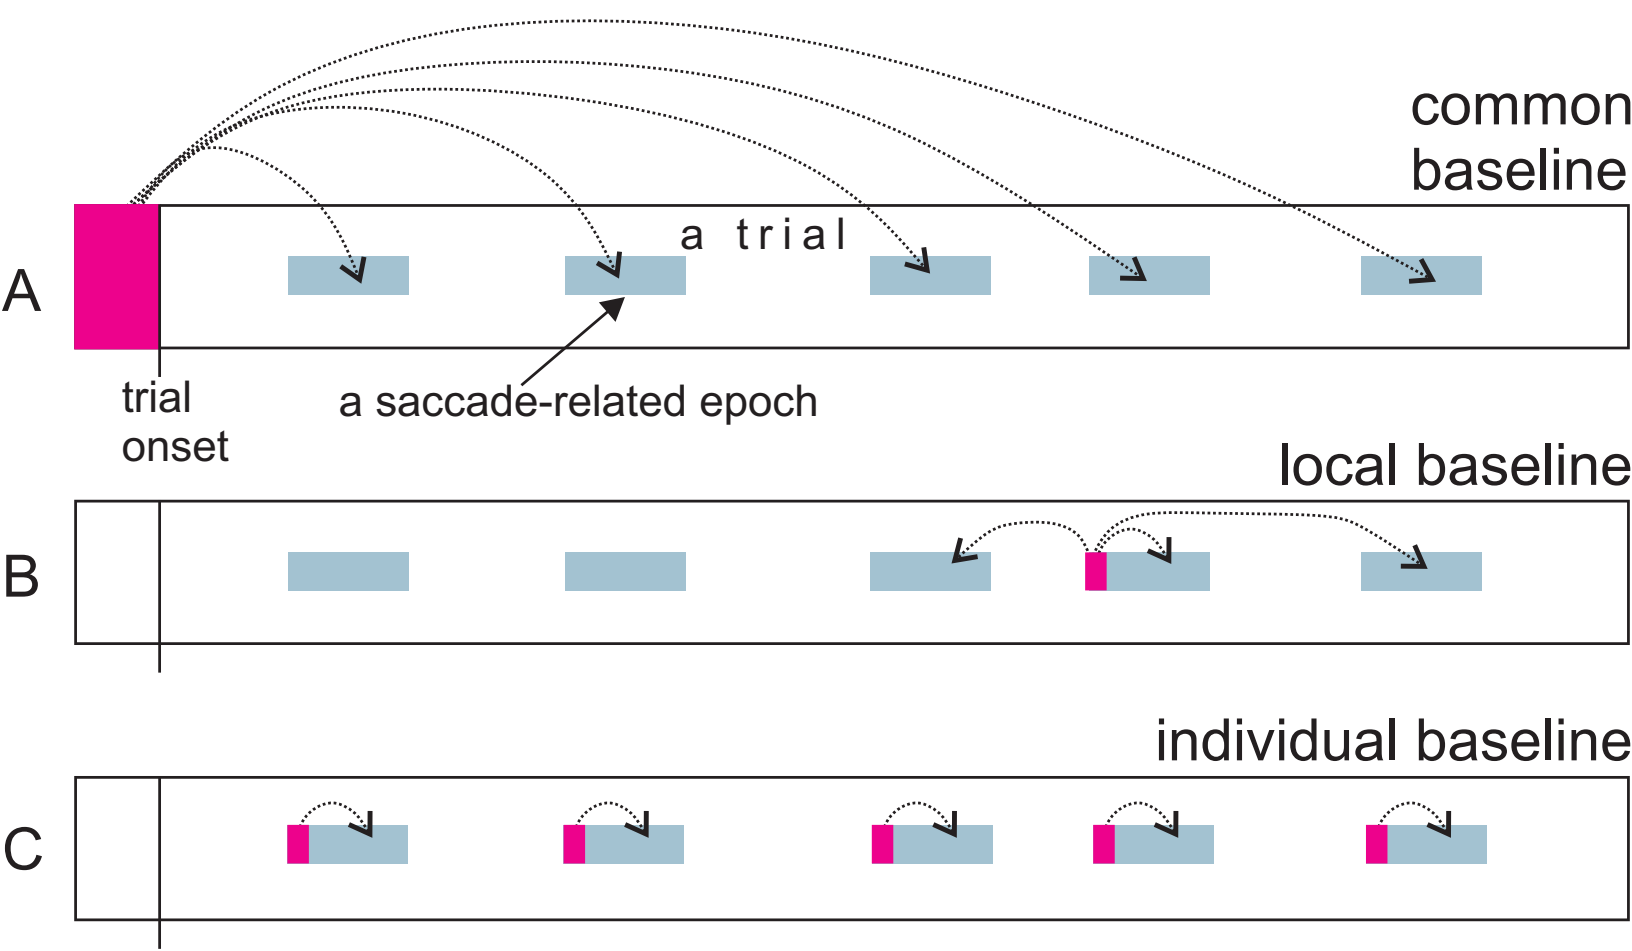 common
baseline
a trial
A
trial
onset
a saccade-related epoch
local baseline
B
individual baseline
C